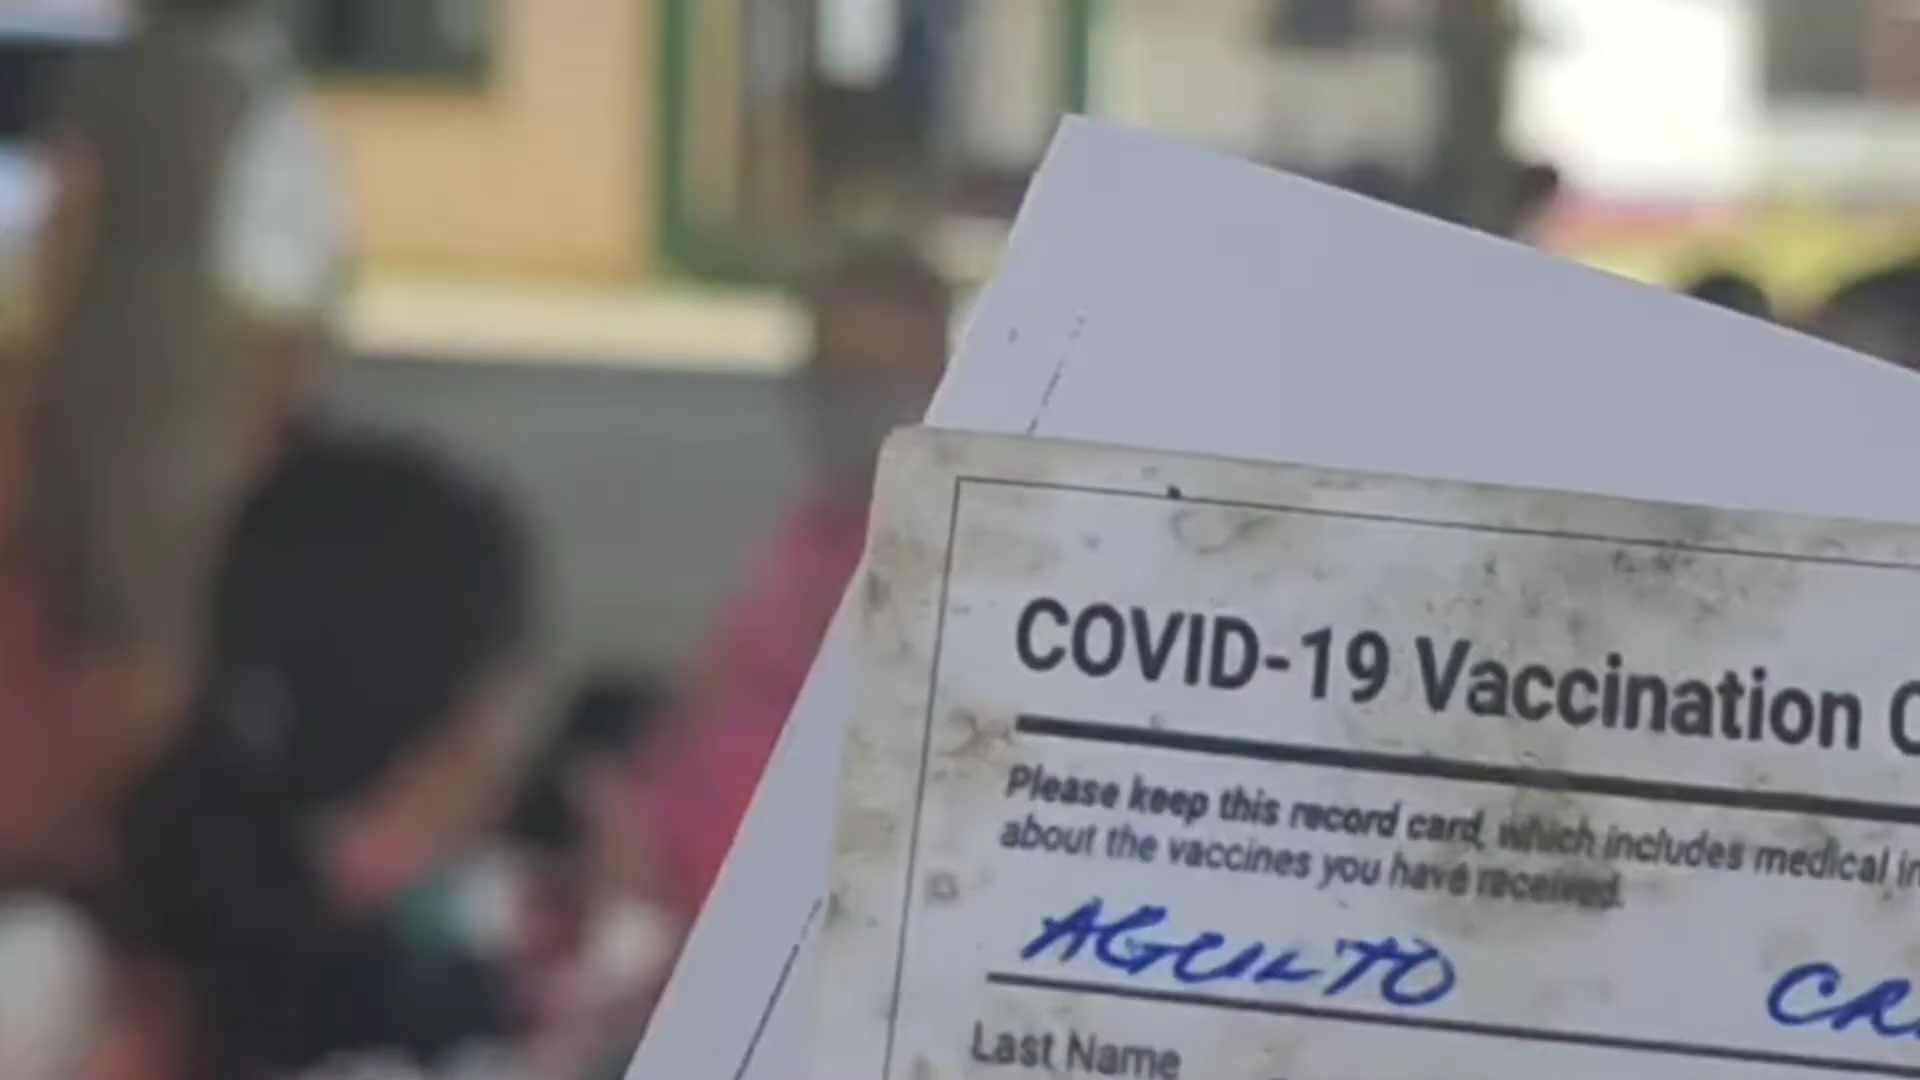 COVID-19 Vaccination
Please keep this record card, which includes medical
about the vaccines you have received.
AGUILTO
Last Name